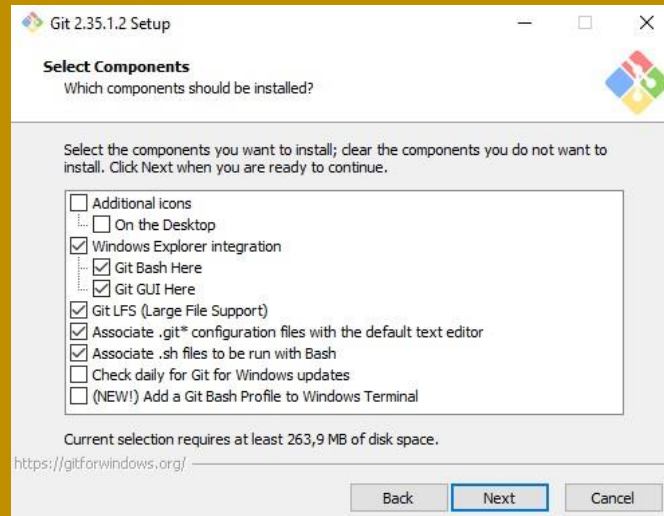 Git 2.35.1.2 Setup
Select Components
Which components should be installed?
Select the components you want to install; clear the components you do not want to
install. Click Next when you are ready to continue.
Additional icons
On the Desktop
Windows Explorer integration
Git Bash Here
Git GUI Here
Git LFS (Large File Support)
Associate .git* configuration files with the default text editor
Associate .sh files to be run with Bash
Check daily for Git for Windows updates
(NEW!) Add a Git Bash Profile to Windows Terminal
Current selection requires at least 263,9 MB of disk space.
https://gitforwindows.org/
Back Next Cancel